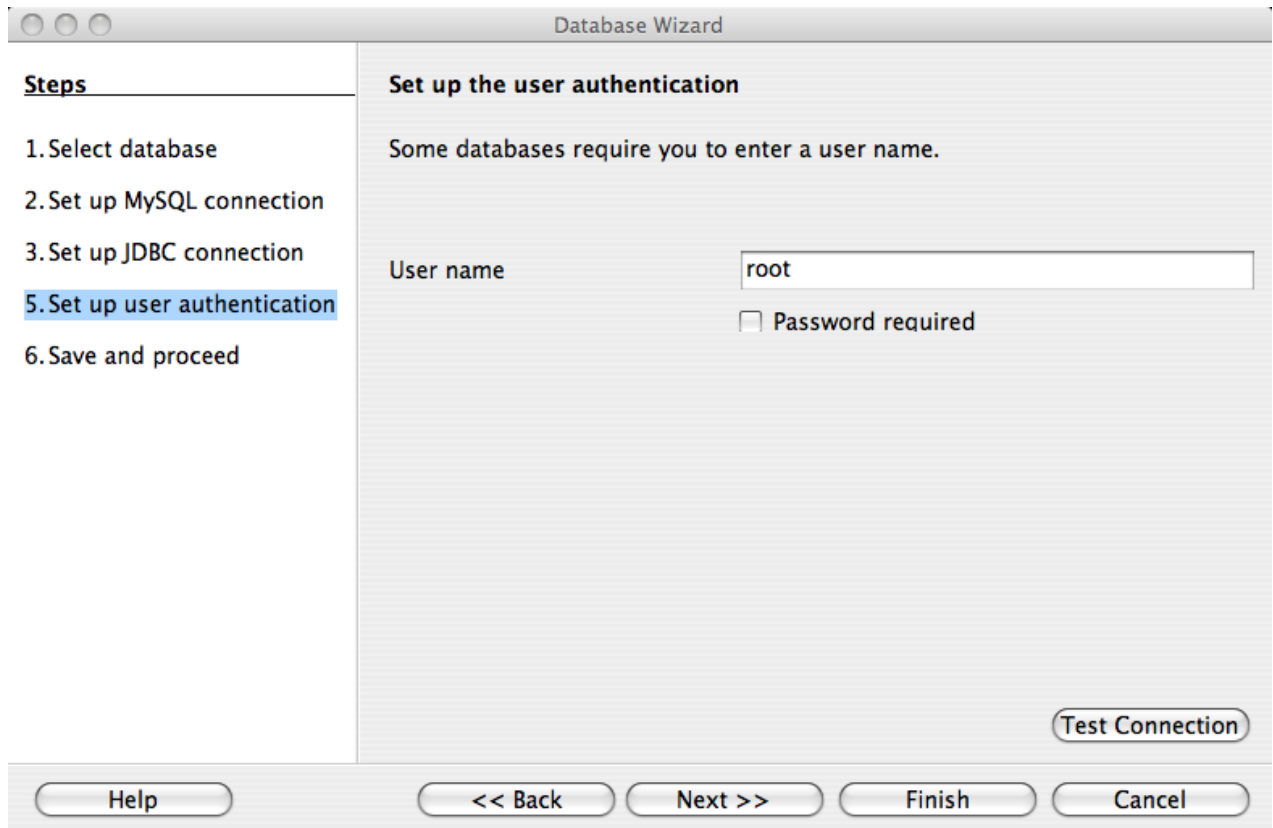 Database Wizard
Steps
1. Select database
2. Set up MySQL connection
3. Set up JDBC connection
5. Set up user authentication
6. Save and proceed
Set up the user authentication
Some databases require you to enter a user name.
User name
root
Password required
Test Connection
Help
<< Back
Next >>
Finish
Cancel